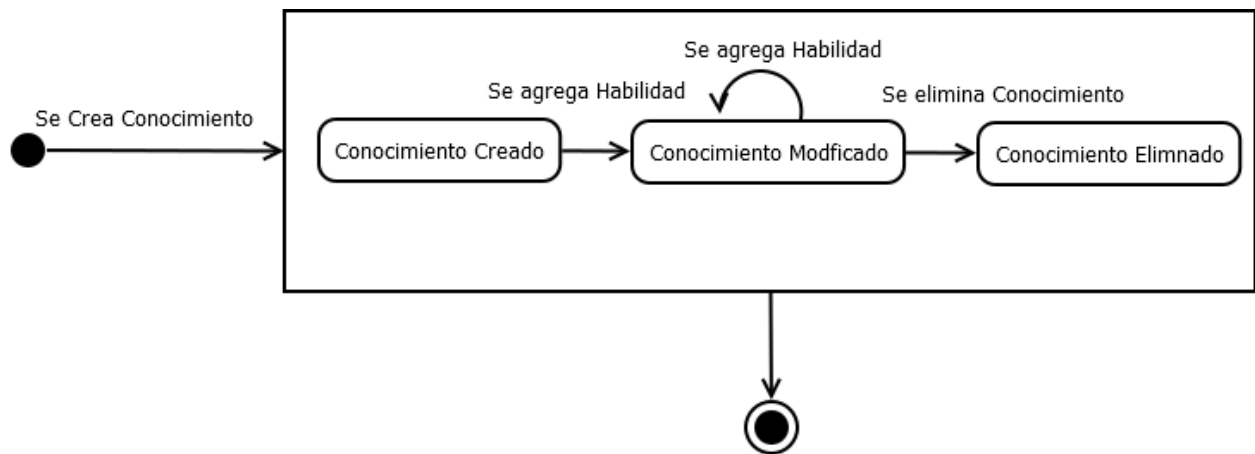 Se agrega Habilidad
Se agrega Habilidad
Se elimina Conocimiento
Se Crea Conocimiento
Conocimiento Creado
Conocimiento Modficado
Conocimiento Elimnado